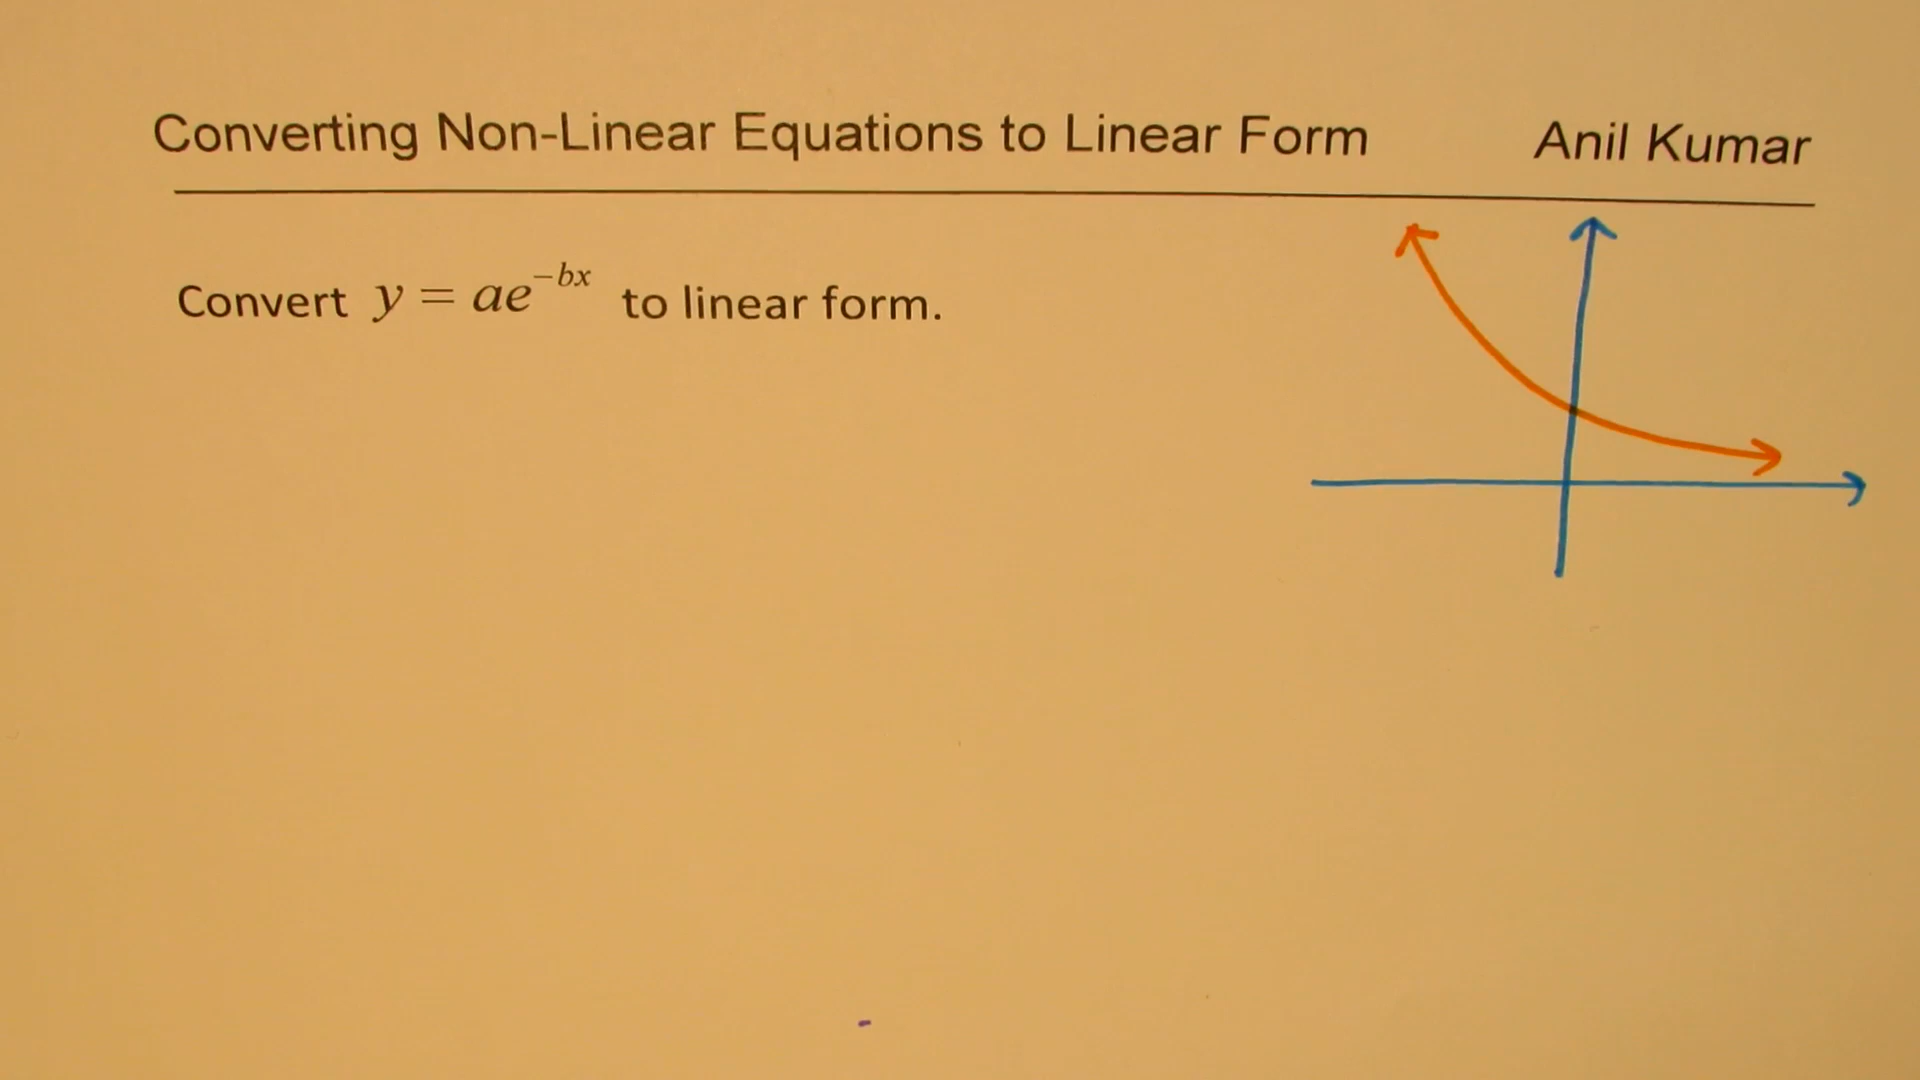 Converting Non-Linear Equations to Linear Form Anil Kumar
Convert y = ae^{-bx} to linear form.